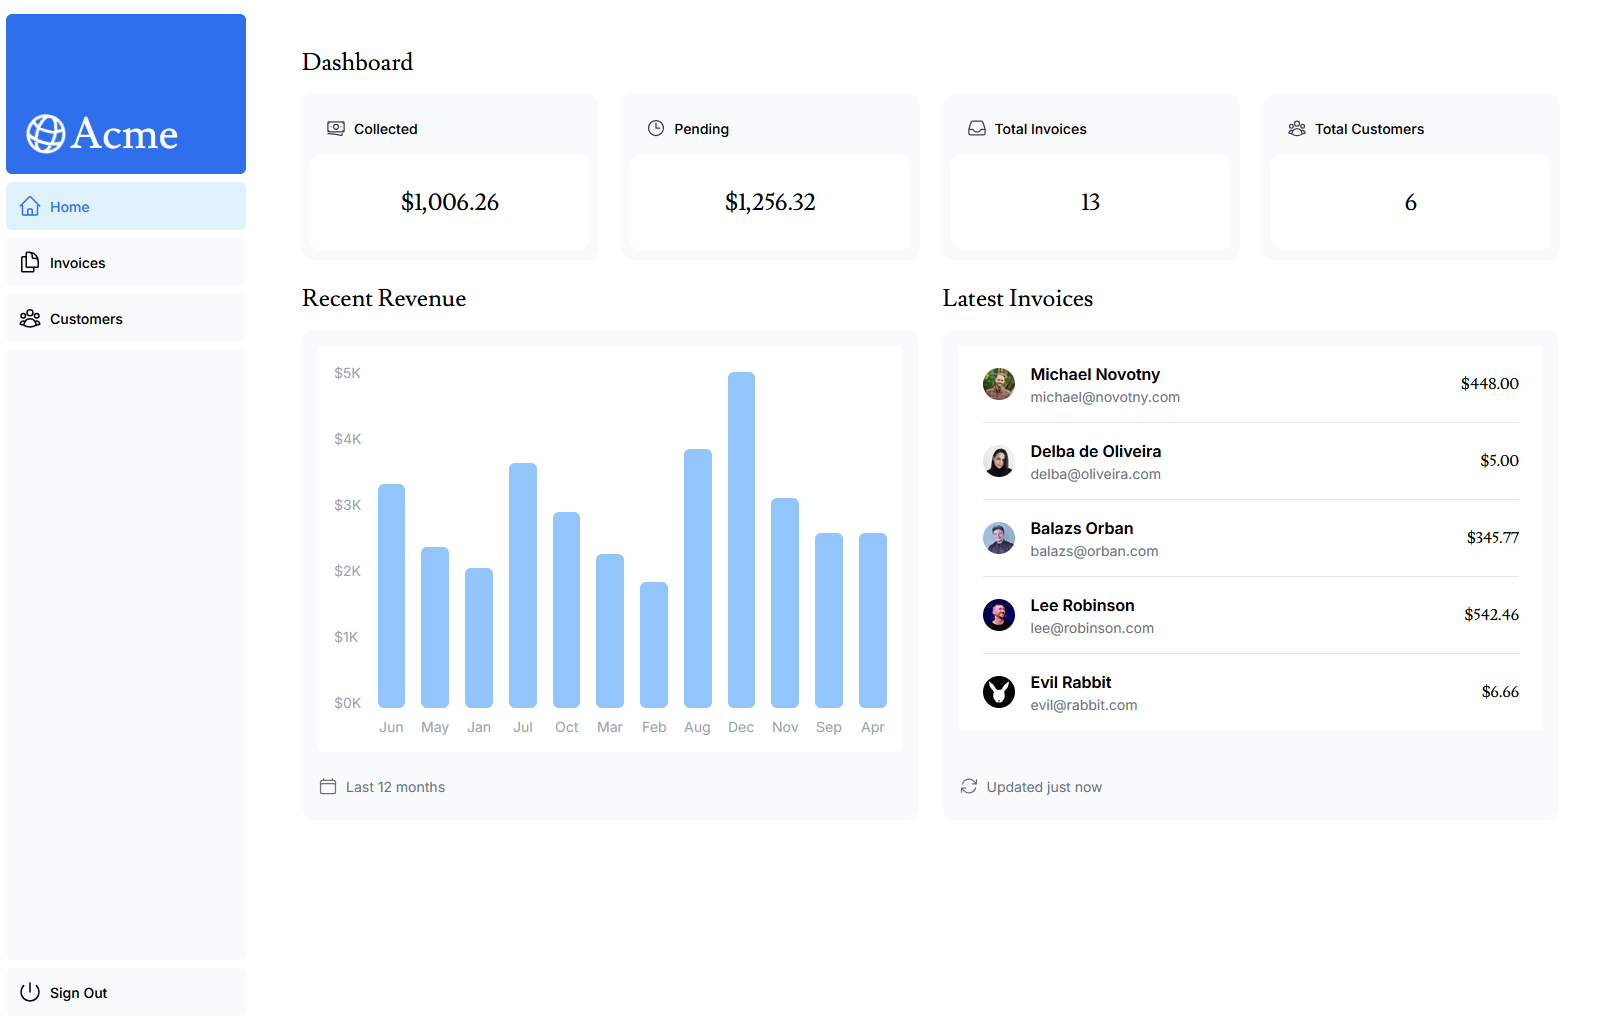 Acme
Home
Invoices
Customers
Sign Out
Dashboard
Collected
$1,006.26
Pending
$1,256.32
Total Invoices
13
Total Customers
6
Recent Revenue
$5K
$4K
$3K
$2K
$1K
$0K
Jun May Jan Jul Oct Mar Feb Aug Dec Nov Sep Apr
Last 12 months
Latest Invoices
Michael Novotny
michael@novotny.com
$448.00
Delba de Oliveira
delba@oliveira.com
$5.00
Balazs Orban
balazs@orban.com
$345.77
Lee Robinson
lee@robinson.com
$542.46
Evil Rabbit
evil@rabbit.com
$6.66
Updated just now